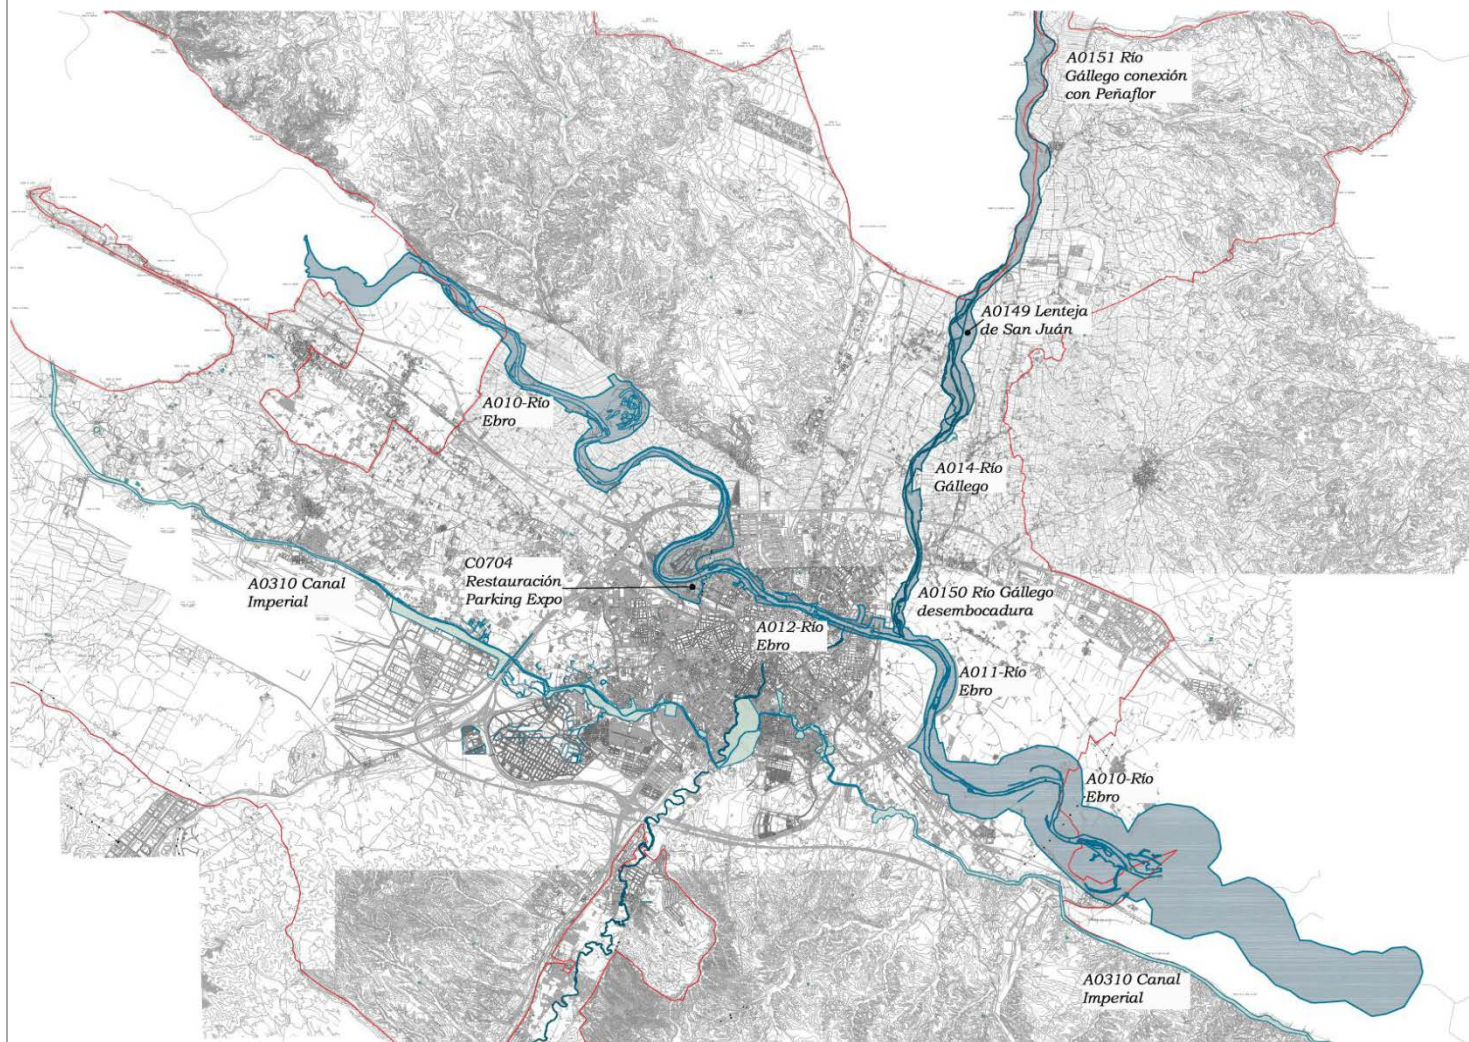 A0151 Río
Gállego conexión
con Peñaflor
A0149 Lenteja
de San Juán
A010-Río
Ebro
A014-Río
Gállego
C0704
Restauración
Parking Expo
A0310 Canal
Imperial
A0150 Río Gállego
desembocadura
A012-Río
Ebro
A011-Río
Ebro
A010-Río
Ebro
A0310 Canal
Imperial